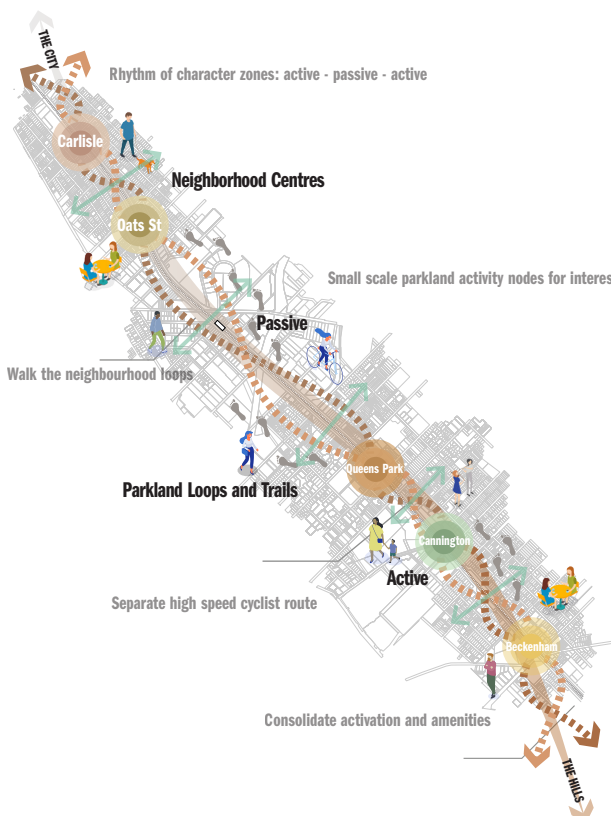 THE CITY
Rhythm of character zones: active - passive - active
Carlisle
Neighborhood Centres
Oats St
Small scale parkland activity nodes for interes
Passive
Walk the neighbourhood loops
Queens Park
Parkland Loops and Trails
Cannington
Active
Separate high speed cyclist route
Beckenham
Consolidate activation and amenities
THE HILLS